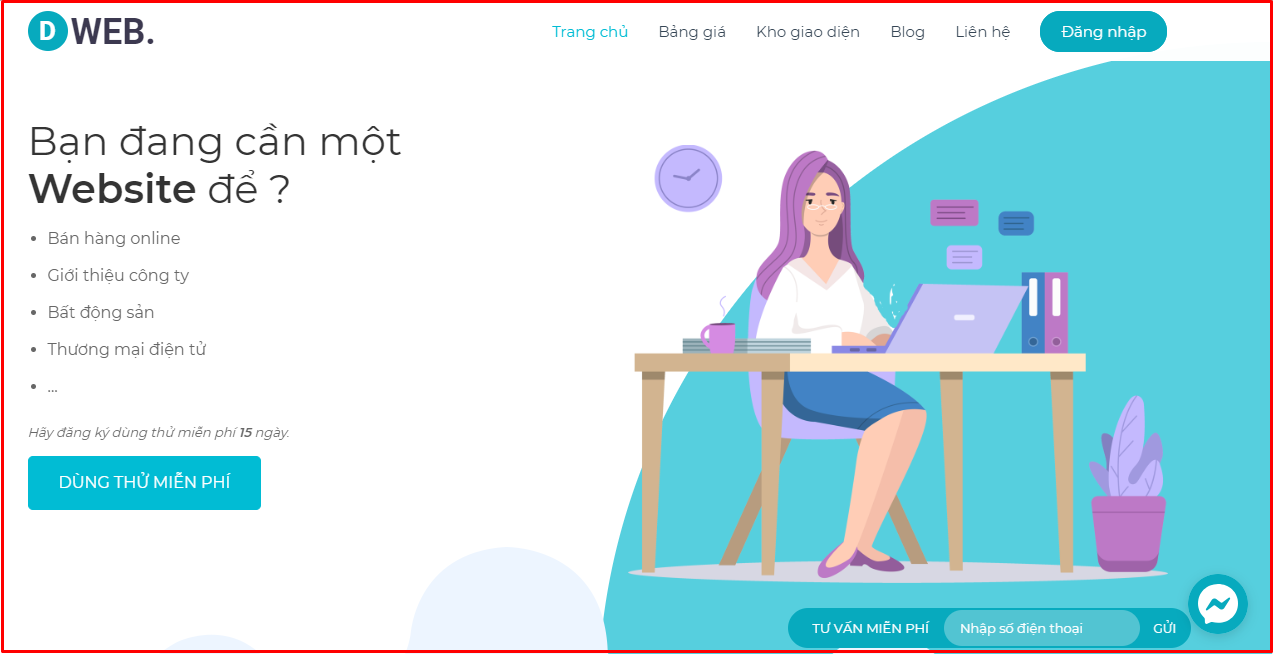 D WEB.
Trang chủ Bảng giá Kho giao diện Blog Liên hệ Đăng nhập
Bạn đang cần một
Website để ?
Bán hàng online
Giới thiệu công ty
Bất động sản
Thương mại điện tử
...
Hãy đăng ký dùng thử miễn phí 15 ngày.
DÙNG THỬ MIỄN PHÍ
TƯ VẤN MIỄN PHÍ Nhập số điện thoại GỬI